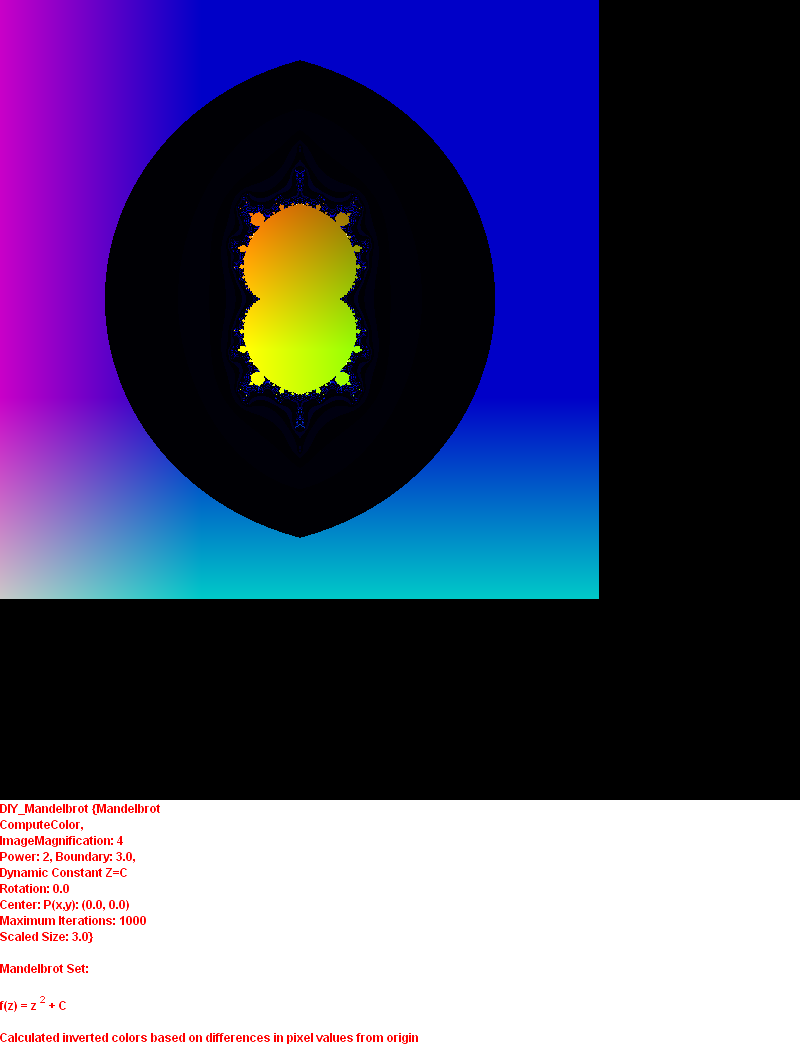 DIY_Mandelbrot {Mandelbrot
ComputeColor,
ImageMagnification: 4
Power: 2, Boundary: 3.0,
Dynamic Constant Z=C
Rotation: 0.0
Center: P(x,y): (0.0, 0.0)
Maximum Iterations: 1000
Scaled Size: 3.0}
Mandelbrot Set:
f(z) = z 2 + C
Calculated inverted colors based on differences in pixel values from origin